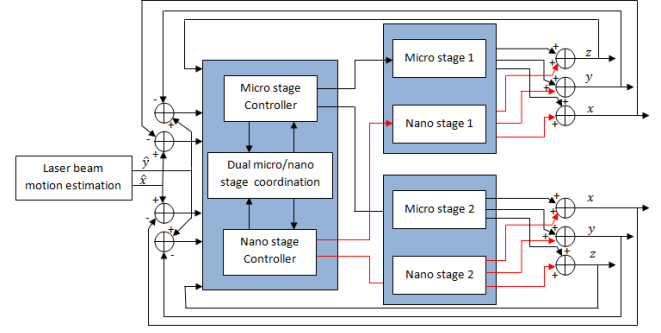 Laser beam
motion estimation
ŷ
x̂
-
+
-
+
+
-
+
-
Micro stage
Controller
Dual micro/nano
stage coordination
Nano stage
Controller
Micro stage 1
Nano stage 1
Micro stage 2
Nano stage 2
+
+
z
+
+
y
+
+
x
+
+
x
+
+
y
+
+
z